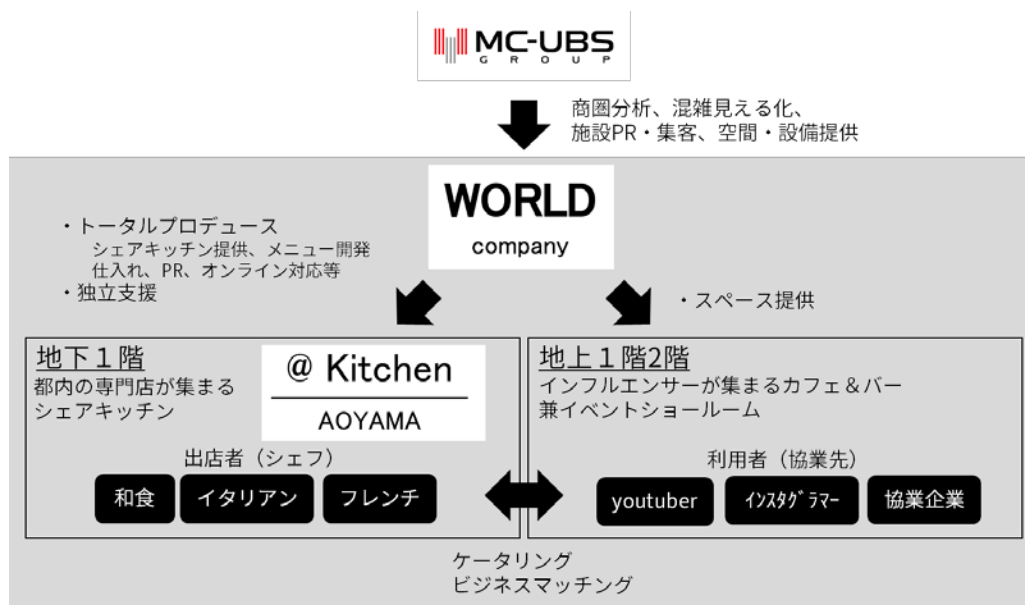 MC-UBS
GROUP
商圏分析、混雑見える化、
施設PR・集客、空間・設備提供
WORLD
company
・トータルプロデュース
シェアキッチン提供、メニュー開発
仕入れ、PR、オンライン対応等
・独立支援
・スペース提供
地下１階
都内の専門店が集まる
シェアキッチン
@ Kitchen
AOYAMA
出店者（シェフ）
和食
イタリアン
フレンチ
地上１階2階
インフルエンサーが集まるカフェ＆バー
兼イベントショールーム
利用者（協業先）
youtuber
ｲﾝｽﾀｸﾞﾗﾏｰ
協業企業
ケータリング
ビジネスマッチング